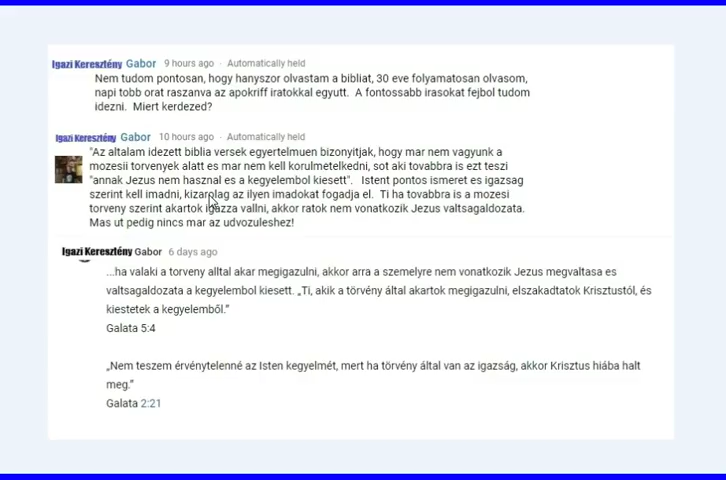 Igazi Keresztény Gabor 9 hours ago · Automatically held
Nem tudom pontosan, hogy hanyszor olvastam a bibliat, 30 eve folyamatosan olvasom,
napi tobb orat raszanva az apokriff iratokkal egyutt. A fontossabb irasokat fejbol tudom
idezni. Miert kerdezed?
Igazi Keresztény Gabor 10 hours ago · Automatically held
"Az altalam idezett biblia versek egyertelmuen bizonyitjak, hogy mar nem vagyunk a
mozesii torvenyek alatt es mar nem kell korulmetelkedni, sot aki tovabbra is ezt teszi
"annak Jezus nem hasznal es a kegyelembol kiesett". Istent pontos ismeret es igazsag
szerint kell imadni, kizarolag az ilyen imadokat fogadja el. Ti ha tovabbra is a mozesi
torveny szerint akartok igazza vallni, akkor ratok nem vonatkozik Jezus valtsagaldozata.
Mas ut pedig nincs mar az udvozuleshez!
Igazi Keresztény Gabor 6 days ago
...ha valaki a torveny alltal akar megigazulni, akkor arra a szemelyre nem vonatkozik Jezus megvaltasa es
valtsagaldozata a kegyelembol kiesett. „Ti, akik a törvény által akartok megigazulni, elszakadtatok Krisztustól, és
kiestetek a kegyelemből.”
Galata 5:4
„Nem teszem érvénytelenné az Isten kegyelmét, mert ha törvény által van az igazság, akkor Krisztus hiába halt
meg.”
Galata 2:21